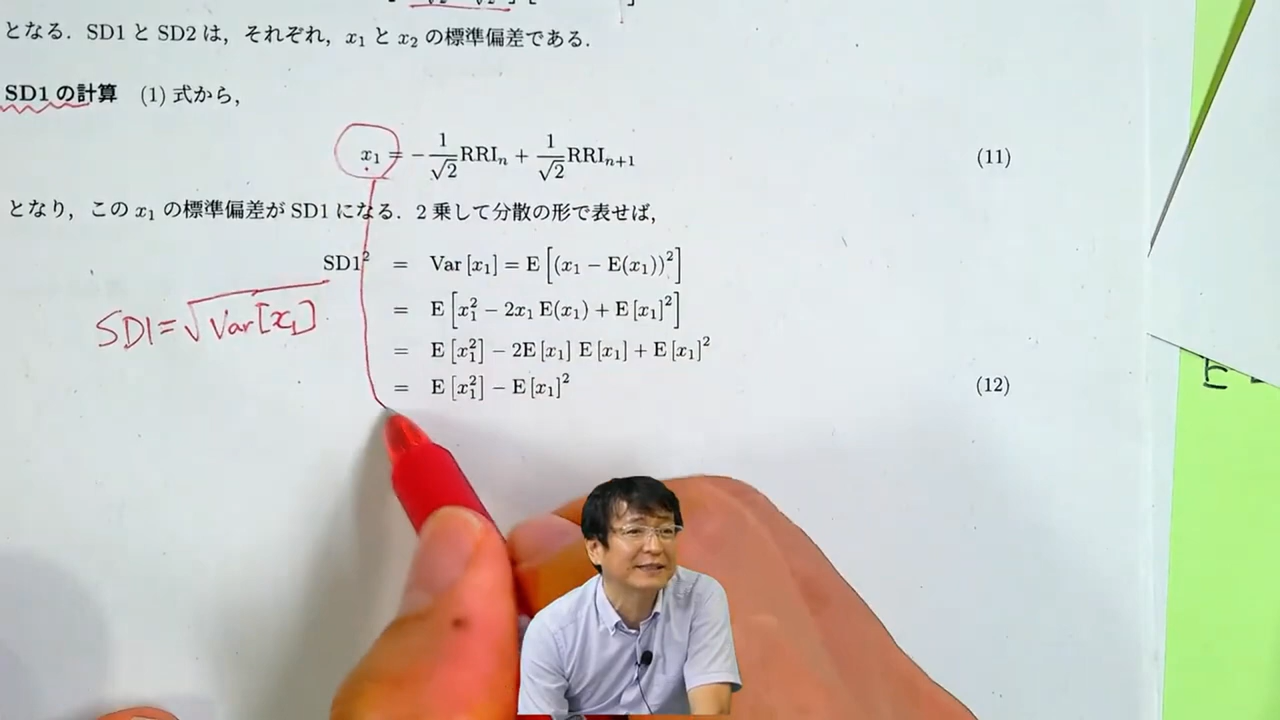 となる．SD1 と SD2 は，それぞれ，x₁ と x₂ の標準偏差である．
SD1 の計算 (1) 式から，
x₁ = −1/√2 RRIₙ + 1/√2 RRIₙ₊₁ (11)
となり，この x₁ の標準偏差が SD1 になる．2 乗して分散の形で表せば，
SD1² = Var [x₁] = E [(x₁ − E(x₁))²]
= E [x₁² − 2x₁ E(x₁) + E [x₁]²]
SD1 = √Var[x₁]
= E [x₁²] − 2E [x₁] E [x₁] + E [x₁]²
= E [x₁²] − E [x₁]² (12)